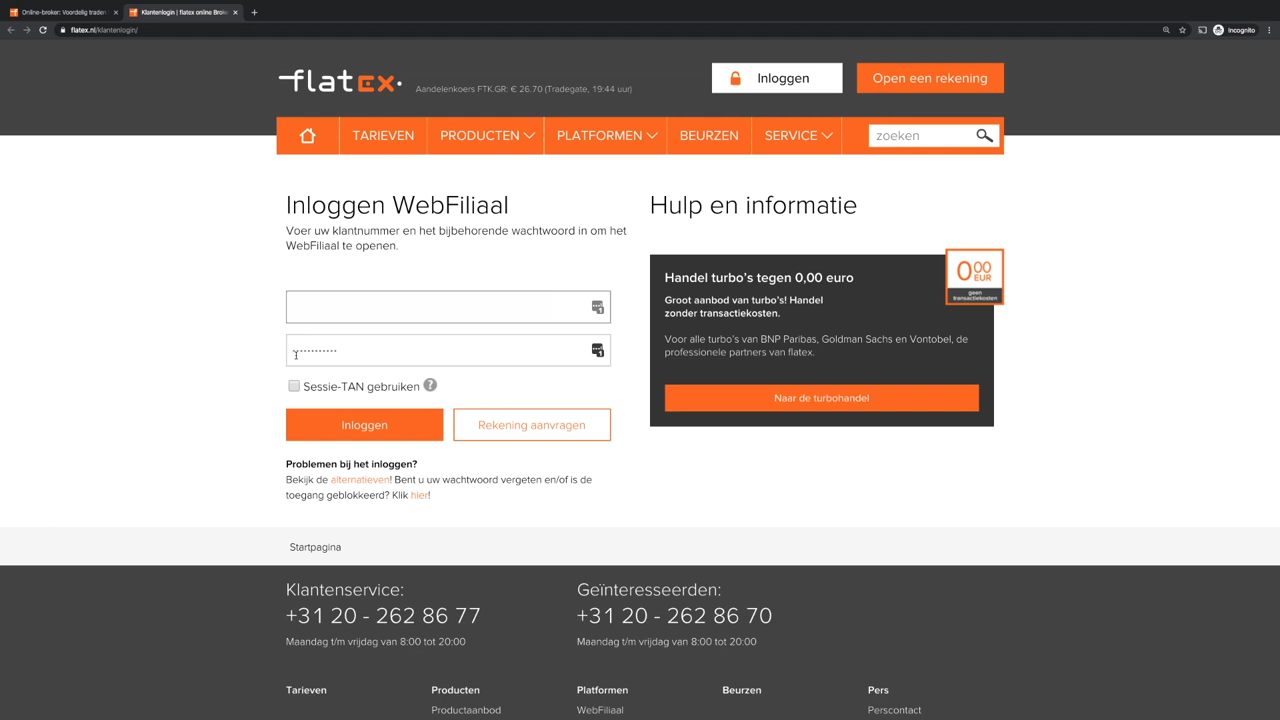 Online-broker: Voordelig traden
Klantenlogin | flatex online Brok
flatex.nl/klantenlogin/
Incognito
flatex
Aandelenkoers FTK.GR: € 26.70 (Tradegate, 19:44 uur)
Inloggen
Open een rekening
TARIEVEN
PRODUCTEN
PLATFORMEN
BEURZEN
SERVICE
zoeken
Inloggen WebFiliaal
Voer uw klantnummer en het bijbehorende wachtwoord in om het
WebFiliaal te openen.
Sessie-TAN gebruiken ?
Inloggen
Rekening aanvragen
Problemen bij het inloggen?
Bekijk de alternatieven! Bent u uw wachtwoord vergeten en/of is de
toegang geblokkeerd? Klik hier!
Hulp en informatie
Handel turbo's tegen 0,00 euro
Groot aanbod van turbo's! Handel
zonder transactiekosten.
000
EUR
geen
transactiekosten
Voor alle turbo's van BNP Paribas, Goldman Sachs en Vontobel, de
professionele partners van flatex.
Naar de turbohandel
Startpagina
Klantenservice:
+31 20 - 262 86 77
Maandag t/m vrijdag van 8:00 tot 20:00
Geïnteresseerden:
+31 20 - 262 86 70
Maandag t/m vrijdag van 8:00 tot 20:00
Tarieven
Producten
Productaanbod
Platformen
WebFiliaal
Beurzen
Pers
Perscontact